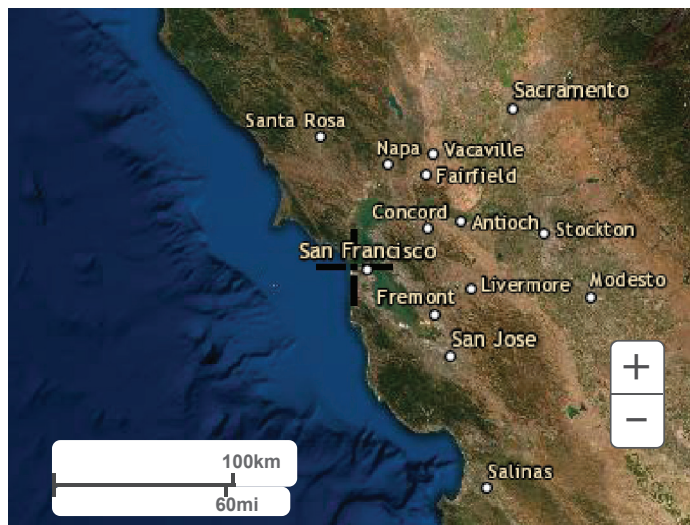 Sacramento
Santa Rosa
Napa
Vacaville
Fairfield
Concord
Antioch
Stockton
San Francisco
Livermore
Modesto
Fremont
San Jose
+
−
100km
60mi
Salinas